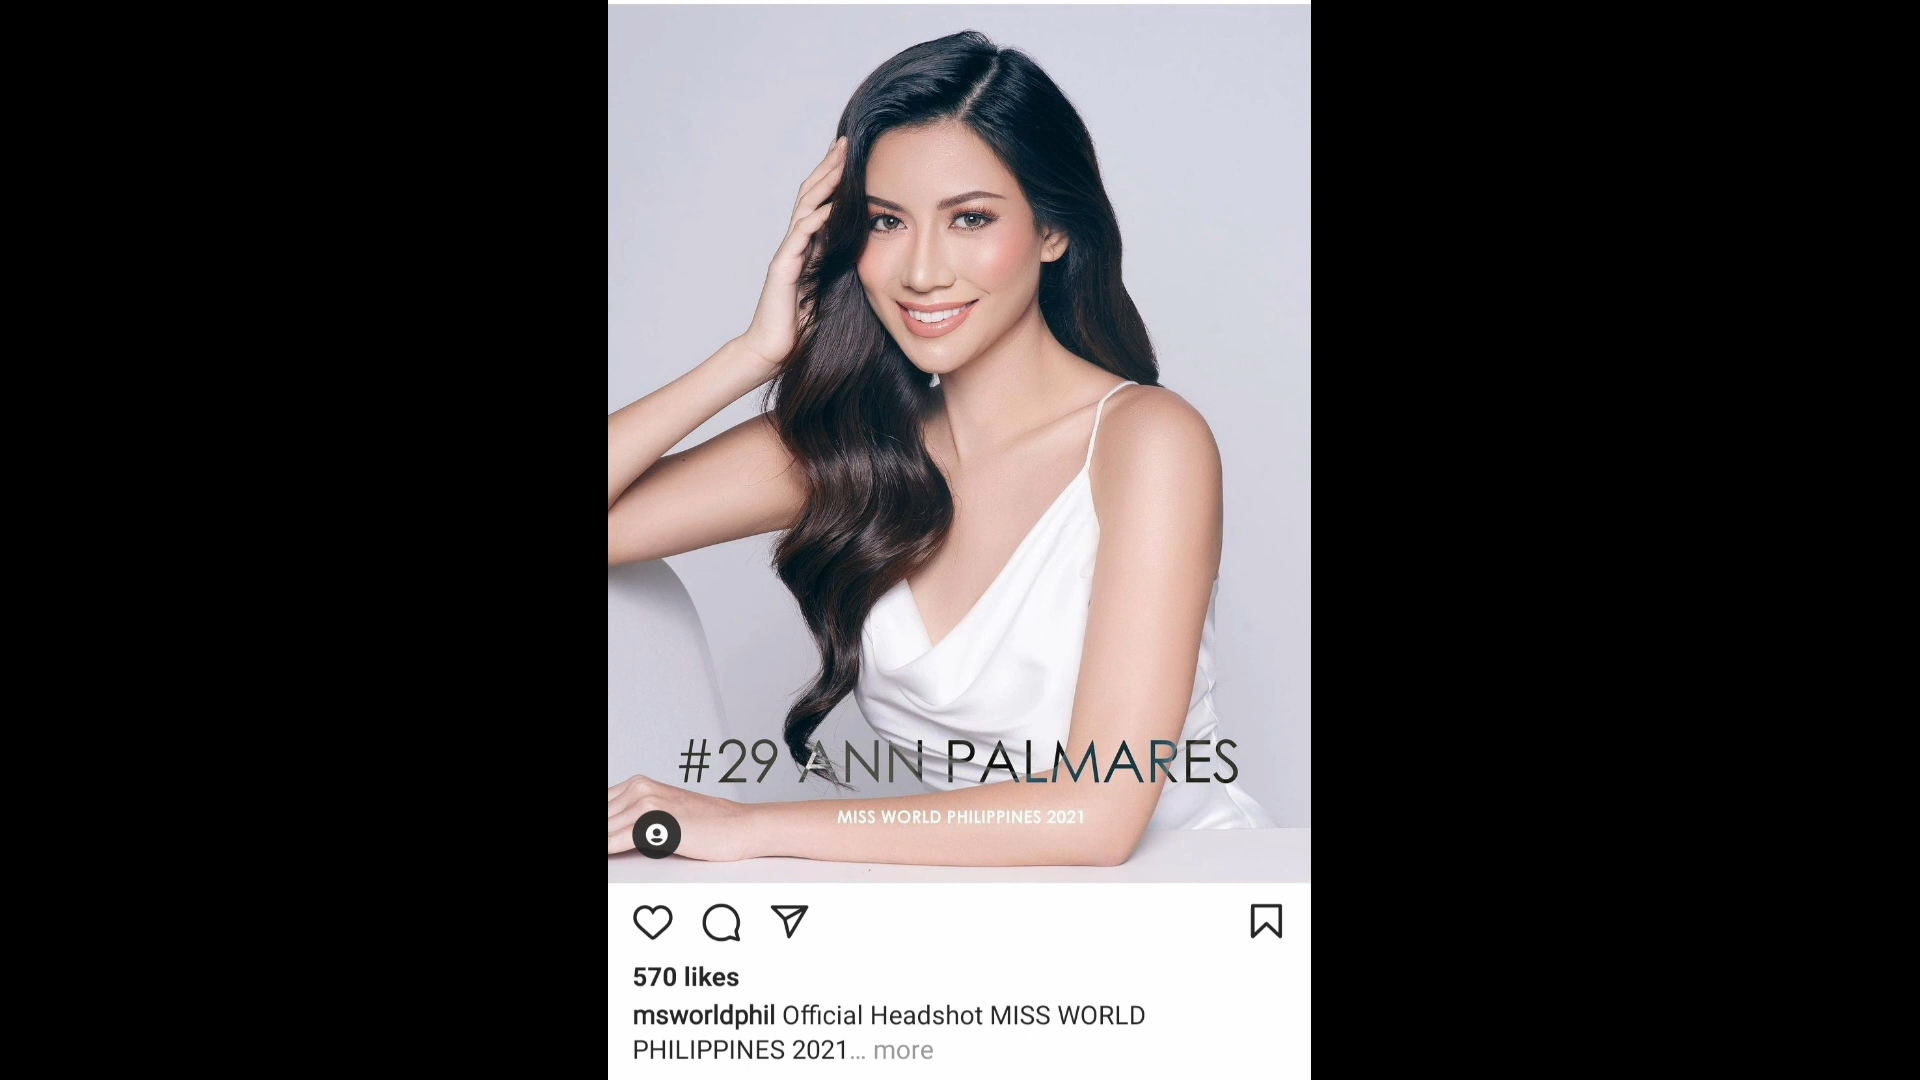 #29 ANN PALMARES
MISS WORLD PHILIPPINES 2021
570 likes
msworldphil Official Headshot MISS WORLD
PHILIPPINES 2021... more